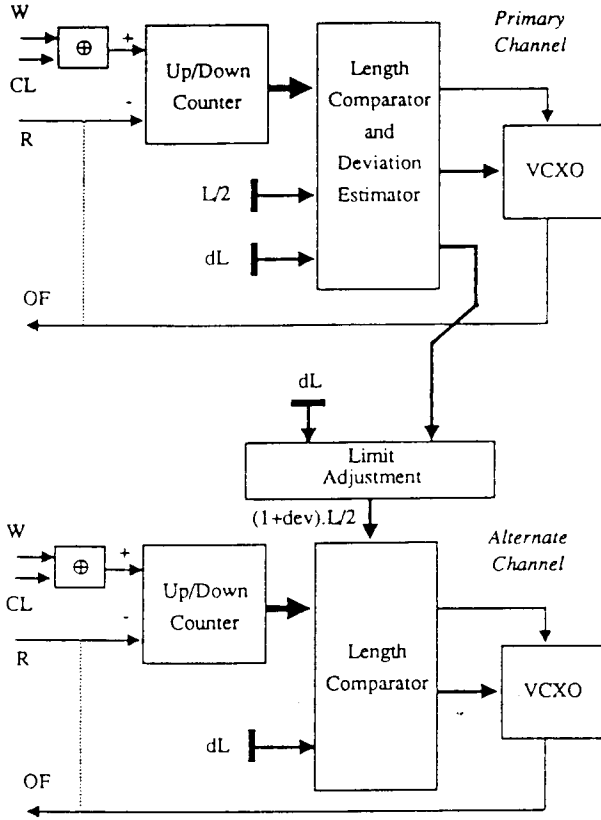 W
CL
⊕
+
-
R
OF
Up/Down
Counter
L/2
dL
Length
Comparator
and
Deviation
Estimator
Primary
Channel
VCXO
dL
Limit
Adjustment
(1+dev).L/2
W
CL
⊕
+
-
R
OF
Up/Down
Counter
dL
Length
Comparator
Alternate
Channel
VCXO